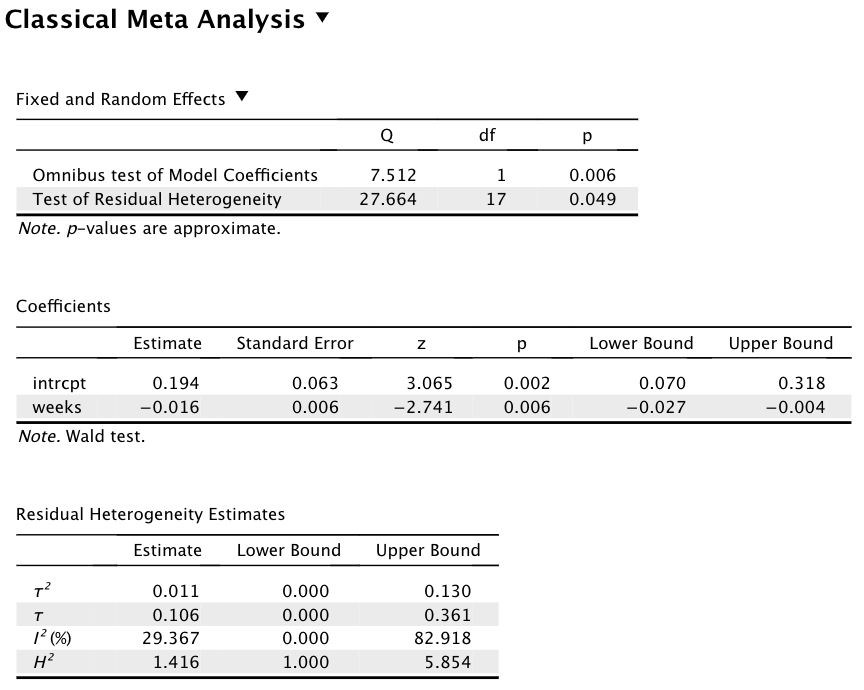 Classical Meta Analysis ▼
Fixed and Random Effects ▼
Q df p
Omnibus test of Model Coefficients 7.512 1 0.006
Test of Residual Heterogeneity 27.664 17 0.049
Note. p-values are approximate.
Coefficients
Estimate Standard Error z p Lower Bound Upper Bound
intrcpt 0.194 0.063 3.065 0.002 0.070 0.318
weeks −0.016 0.006 −2.741 0.006 −0.027 −0.004
Note. Wald test.
Residual Heterogeneity Estimates
Estimate Lower Bound Upper Bound
τ² 0.011 0.000 0.130
τ 0.106 0.000 0.361
I² (%) 29.367 0.000 82.918
H² 1.416 1.000 5.854